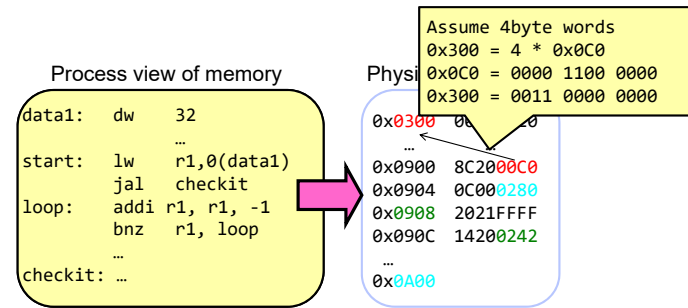 Assume 4byte words
0x300 = 4 * 0x0C0
0x0C0 = 0000 1100 0000
0x300 = 0011 0000 0000
Process view of memory
data1: dw 32
…
start: lw r1,0(data1)
jal checkit
loop: addi r1, r1, -1
bnz r1, loop
…
checkit: …
0x0300
…
0x0900 8C2000C0
0x0904 0C000280
0x0908 2021FFFF
0x090C 14200242
…
0x0A00